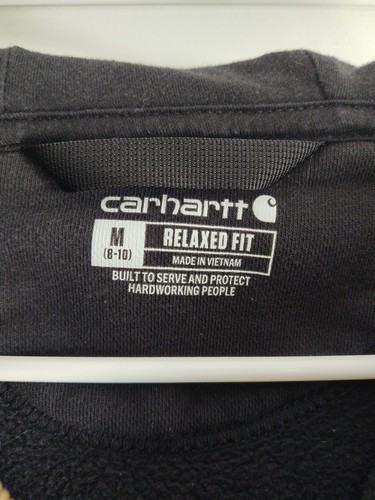 carhartt
M
(8-10)
RELAXED FIT
MADE IN VIETNAM
BUILT TO SERVE AND PROTECT
HARDWORKING PEOPLE